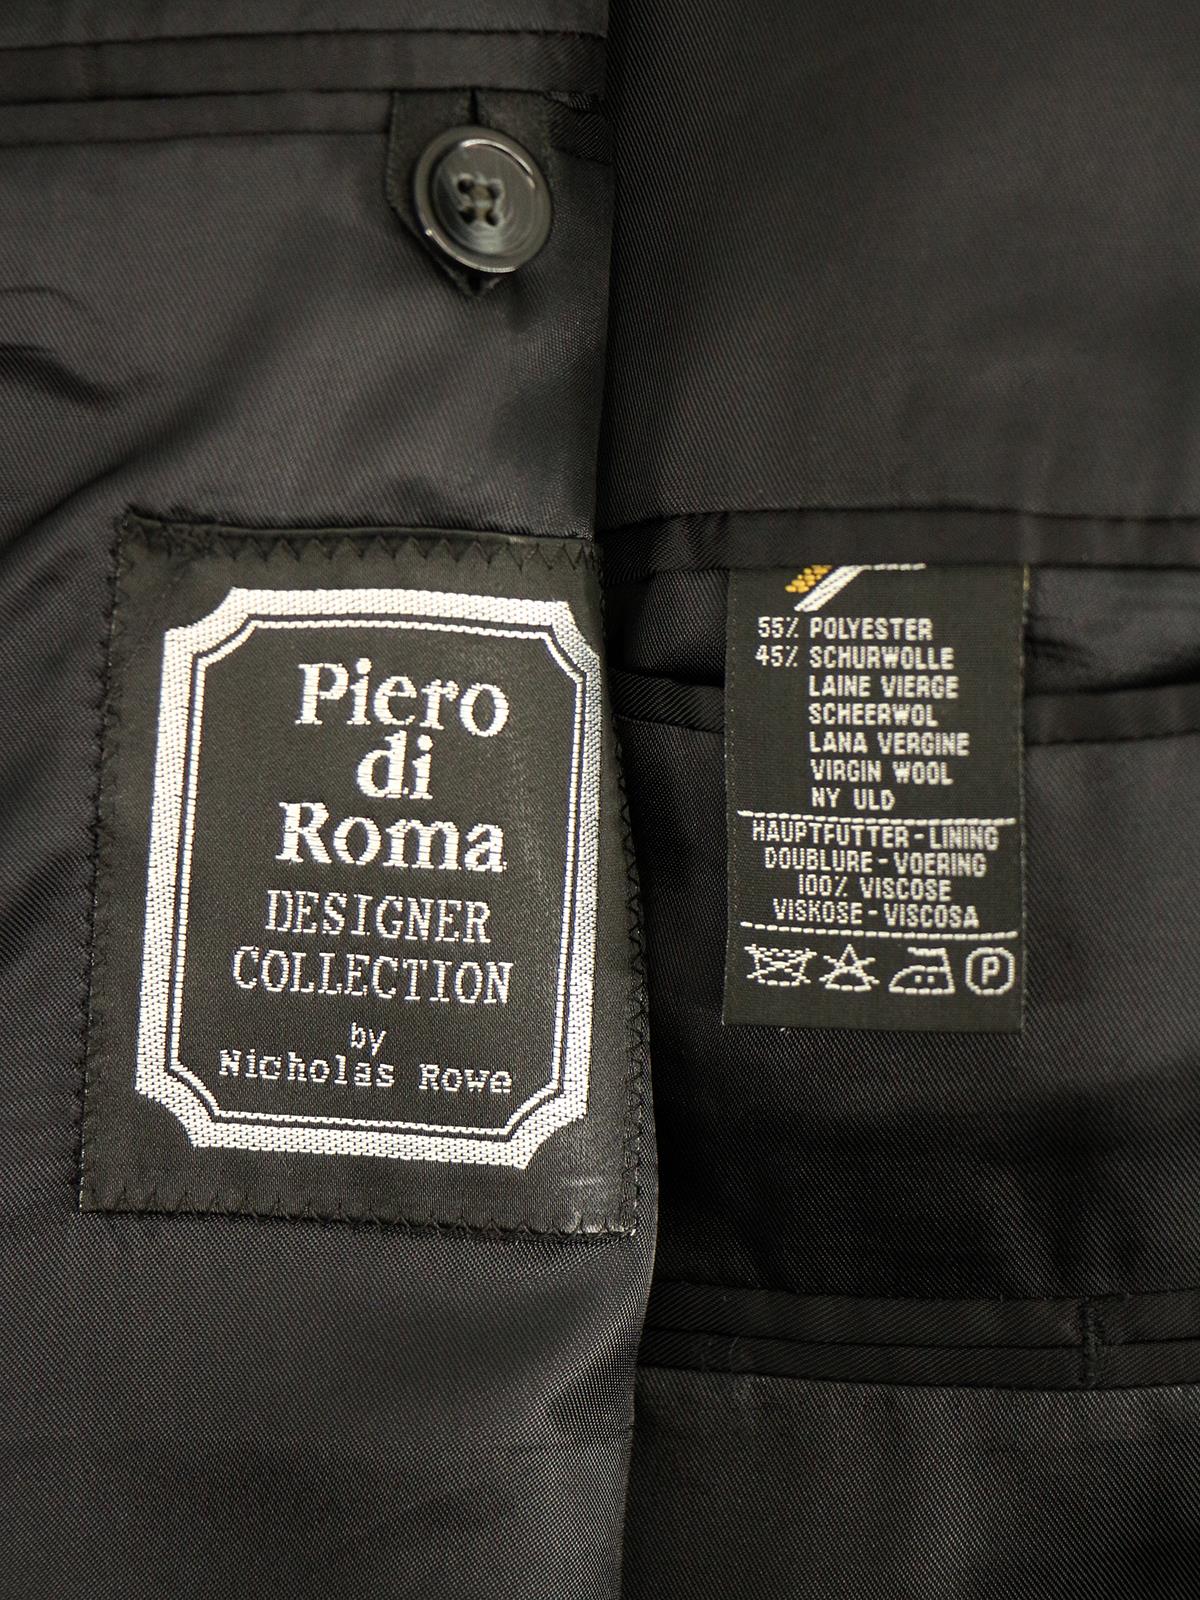 Piero
di
Roma
DESIGNER
COLLECTION
by
Nicholas Rowe
55% POLYESTER
45% SCHURWOLLE
LAINE VIERGE
SCHEERWOL
LANA VERGINE
VIRGIN WOOL
NY ULD
HAUPTFUTTER-LINING
DOUBLURE-VOERING
100% VISCOSE
VISKOSE-VISCOSA
P